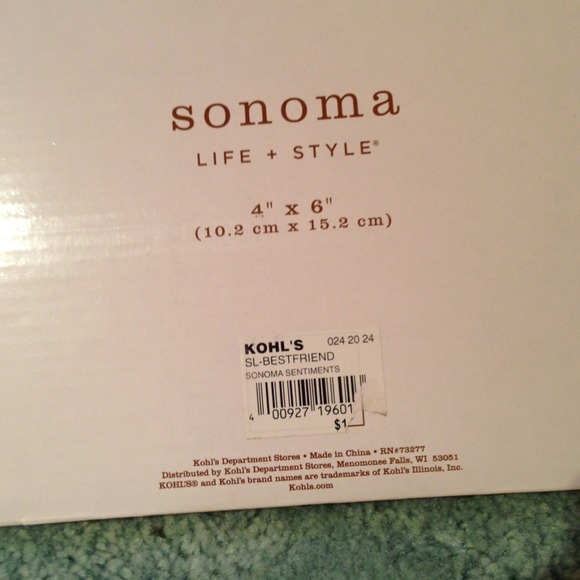 sonoma
LIFE + STYLE®
4" x 6"
(10.2 cm x 15.2 cm)
KOHL'S 024 20 24
SL-BESTFRIEND
SONOMA SENTIMENTS
4 00927 19601
$1
Kohl's Department Stores • Made in China • RN#73277
Distributed by Kohl's Department Stores, Menomonee Falls, WI 53051
KOHL'S® and Kohl's brand names are trademarks of Kohl's Illinois, Inc.
Kohls.com